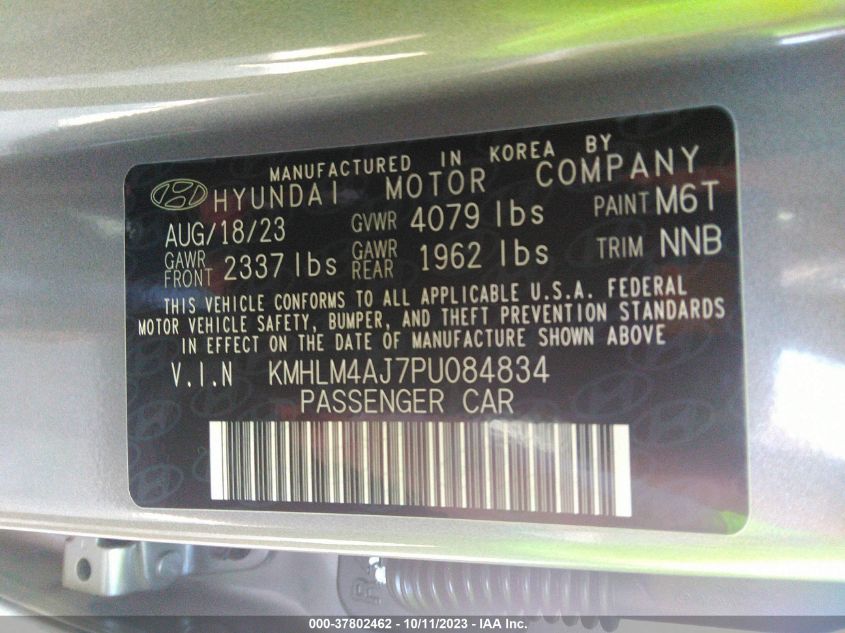 MANUFACTURED IN KOREA BY
HYUNDAI MOTOR COMPANY
AUG/18/23 GVWR 4079 lbs PAINT M6T
GAWR FRONT 2337 lbs GAWR REAR 1962 lbs TRIM NNB
THIS VEHICLE CONFORMS TO ALL APPLICABLE U.S.A. FEDERAL
MOTOR VEHICLE SAFETY, BUMPER, AND THEFT PREVENTION STANDARDS
IN EFFECT ON THE DATE OF MANUFACTURE SHOWN ABOVE
V.I.N KMHLM4AJ7PU084834
PASSENGER CAR
000-37802462 - 10/11/2023 - IAA Inc.